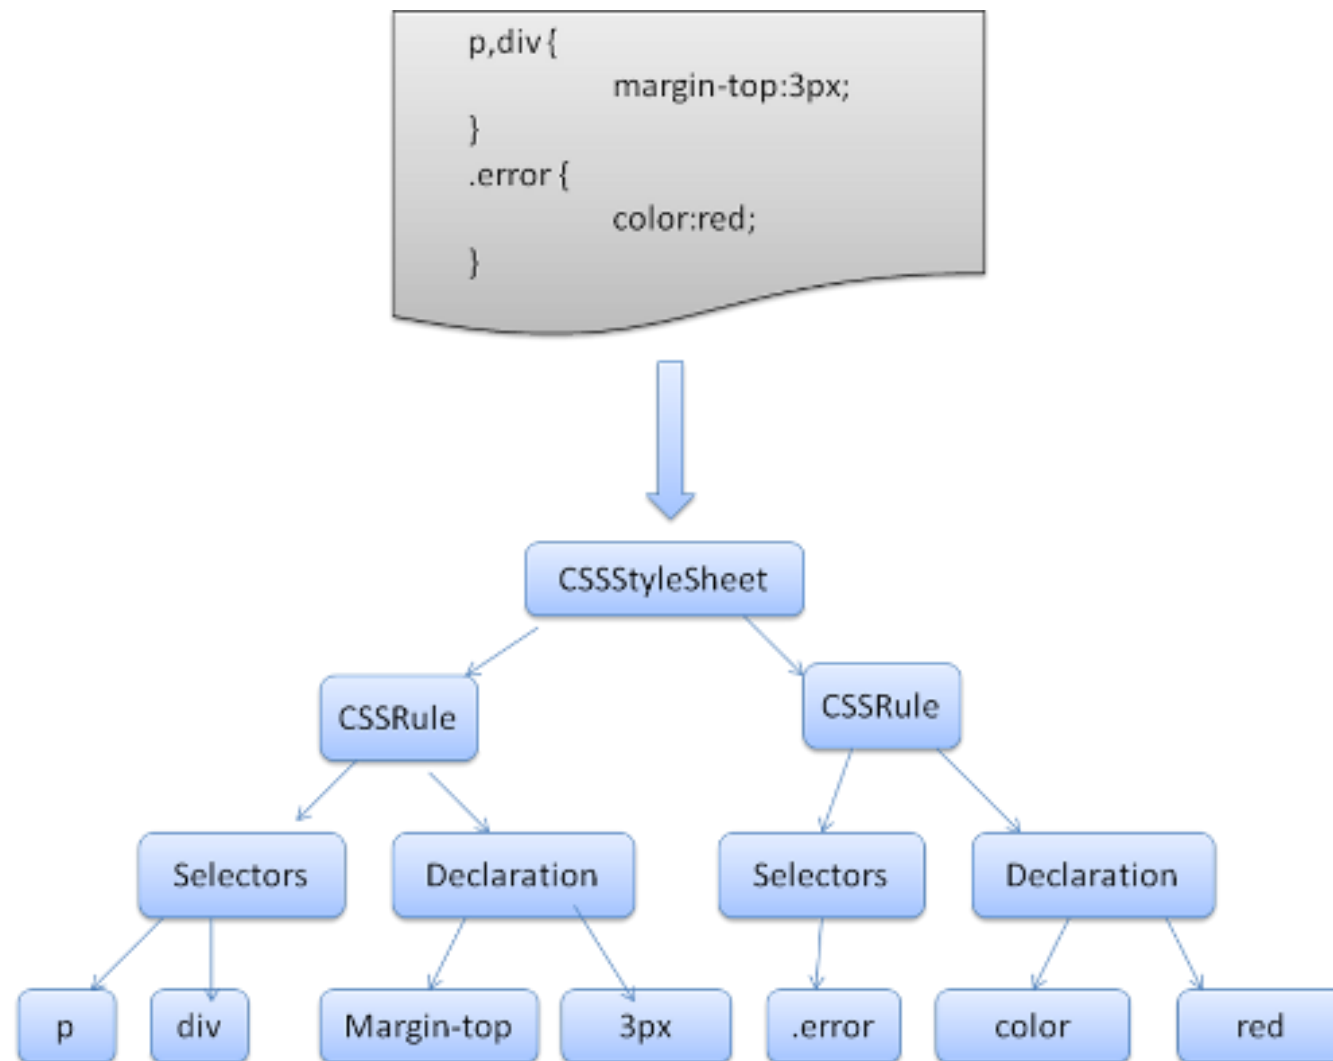 p,div {
margin-top:3px;
}
.error {
color:red;
}
CSSStyleSheet
CSSRule
CSSRule
Selectors
Declaration
Selectors
Declaration
p
div
Margin-top
3px
.error
color
red